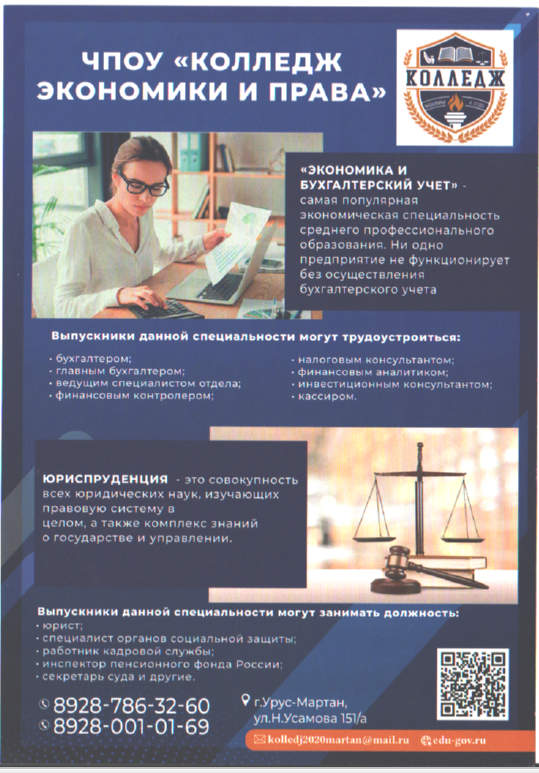 ЧПОУ «КОЛЛЕДЖ
ЭКОНОМИКИ И ПРАВА»
КОЛЛЕДЖ
«ЭКОНОМИКА И
БУХГАЛТЕРСКИЙ УЧЕТ» -
самая популярная
экономическая специальность
среднего профессионального
образования. Ни одно
предприятие не функционирует
без осуществления
бухгалтерского учета
Выпускники данной специальности могут трудоустроиться:
• бухгалтером;
• главным бухгалтером;
• ведущим специалистом отдела;
• финансовым контролером;
• налоговым консультантом;
• финансовым аналитиком;
• инвестиционным консультантом;
• кассиром.
ЮРИСПРУДЕНЦИЯ - это совокупность
всех юридических наук, изучающих
правовую систему в
целом, а также комплекс знаний
о государстве и управлении.
Выпускники данной специальности могут занимать должность:
• юрист;
• специалист органов социальной защиты;
• работник кадровой службы;
• инспектор пенсионного фонда России;
• секретарь суда и другие.
8928-786-32-60
8928-001-01-69
г.Урус-Мартан,
ул.Н.Усамова 151/а
kolledj2020martan@mail.ru edu-gov.ru